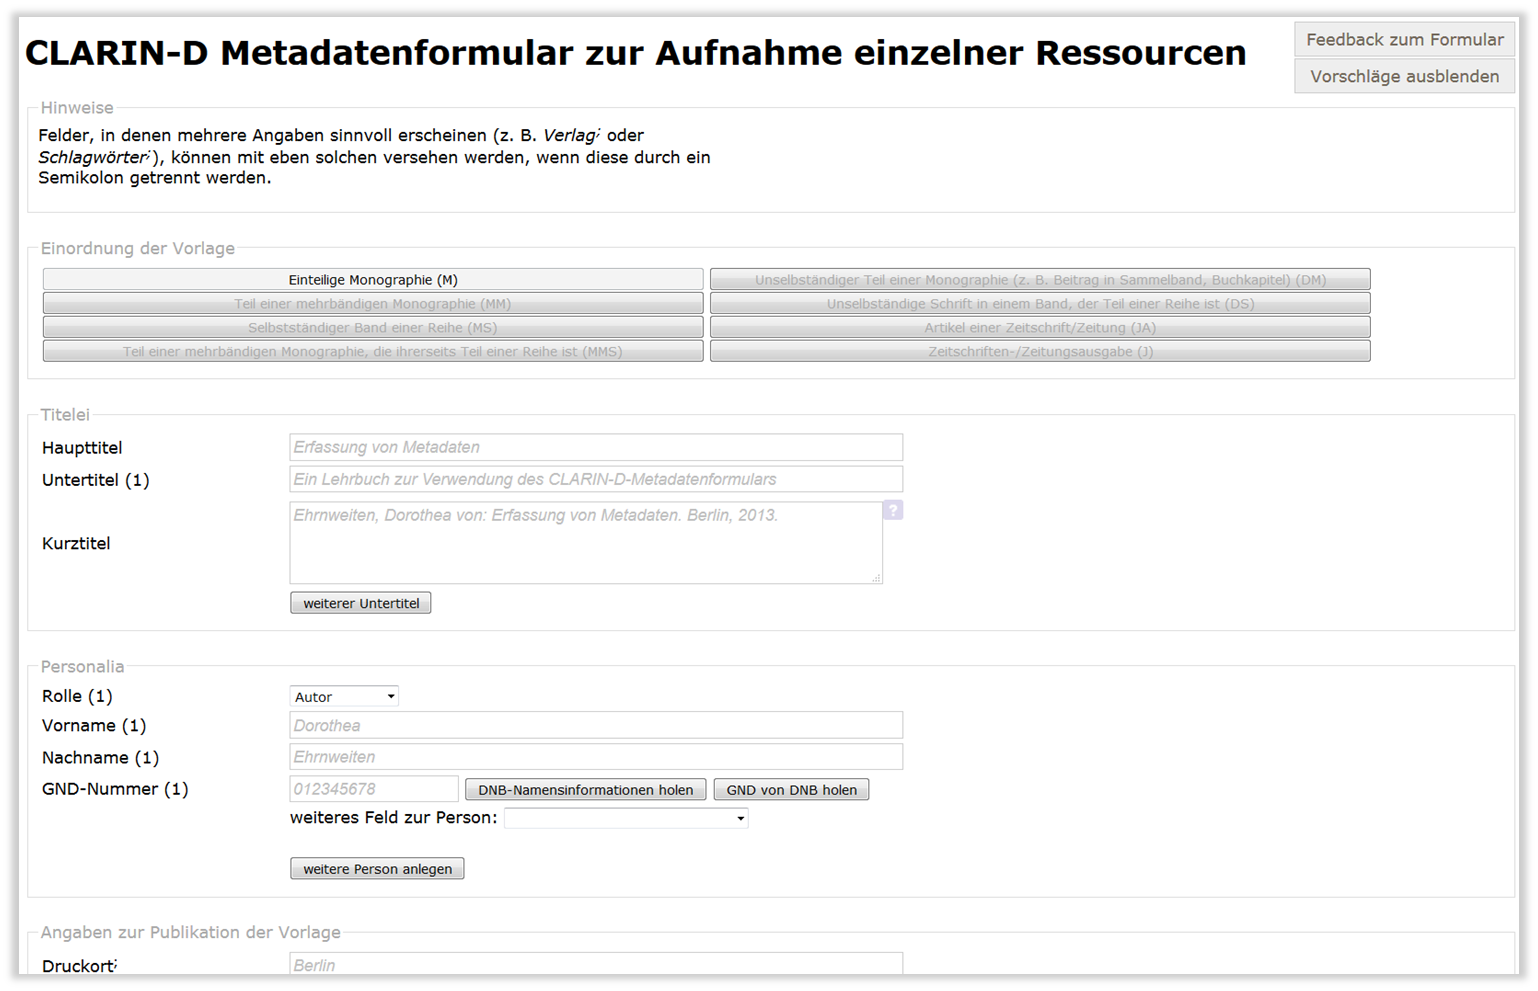 CLARIN-D Metadatenformular zur Aufnahme einzelner Ressourcen
Feedback zum Formular
Vorschläge ausblenden
Hinweise
Felder, in denen mehrere Angaben sinnvoll erscheinen (z. B. Verlag; oder
Schlagwörter;), können mit eben solchen versehen werden, wenn diese durch ein
Semikolon getrennt werden.
Einordnung der Vorlage
Einteilige Monographie (M)
Unselbständiger Teil einer Monographie (z. B. Beitrag in Sammelband, Buchkapitel) (DM)
Teil einer mehrbändigen Monographie (MM)
Unselbständige Schrift in einem Band, der Teil einer Reihe ist (DS)
Selbstständiger Band einer Reihe (MS)
Artikel einer Zeitschrift/Zeitung (JA)
Teil einer mehrbändigen Monographie, die ihrerseits Teil einer Reihe ist (MMS)
Zeitschriften-/Zeitungsausgabe (J)
Titelei
Haupttitel
Erfassung von Metadaten
Untertitel (1)
Ein Lehrbuch zur Verwendung des CLARIN-D-Metadatenformulars
Kurztitel
Ehrnweiten, Dorothea von: Erfassung von Metadaten. Berlin, 2013.
?
weiterer Untertitel
Personalia
Rolle (1)
Autor
Vorname (1)
Dorothea
Nachname (1)
Ehrnweiten
GND-Nummer (1)
012345678
DNB-Namensinformationen holen
GND von DNB holen
weiteres Feld zur Person:
weitere Person anlegen
Angaben zur Publikation der Vorlage
Druckort;
Berlin